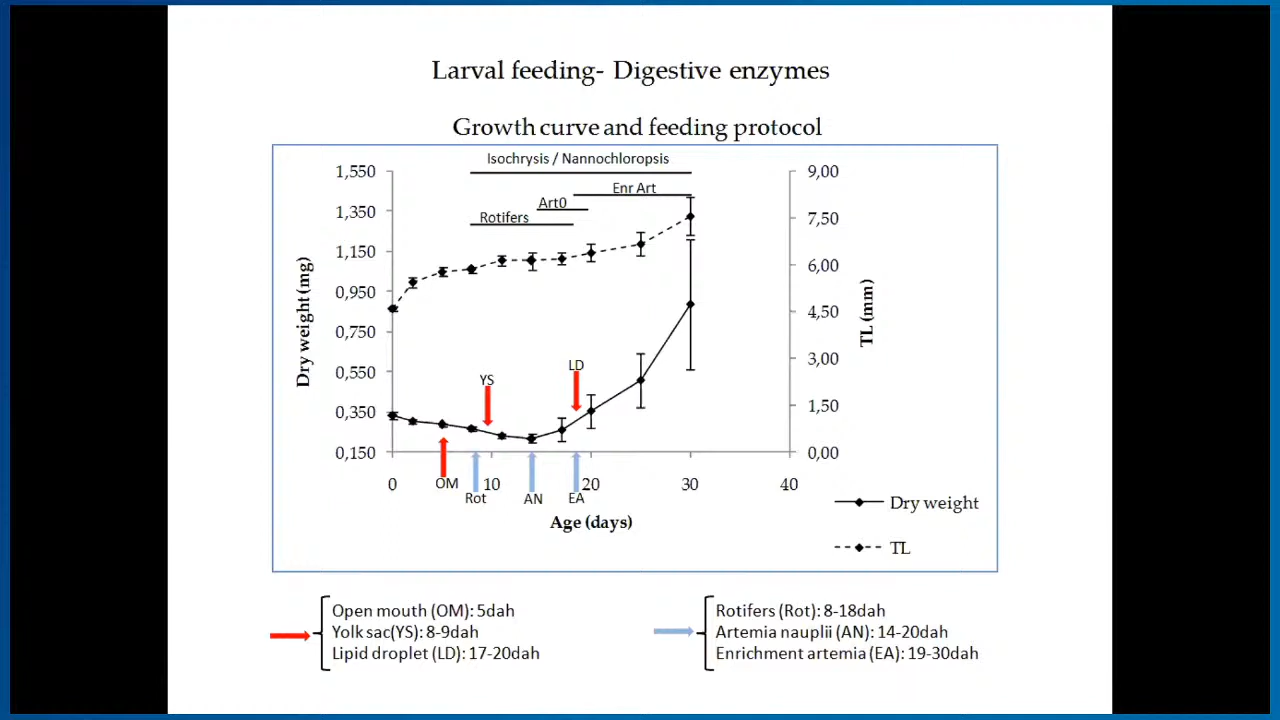 Larval feeding- Digestive enzymes
Growth curve and feeding protocol
Isochrysis / Nannochloropsis
Enr Art
Art0
Rotifers
1,550
1,350
1,150
0,950
0,750
0,550
0,350
0,150
Dry weight (mg)
9,00
7,50
6,00
4,50
3,00
1,50
0,00
TL (mm)
YS
LD
OM
Rot
AN
EA
0
10
20
30
40
Age (days)
Dry weight
TL
Open mouth (OM): 5dah
Yolk sac(YS): 8-9dah
Lipid droplet (LD): 17-20dah
Rotifers (Rot): 8-18dah
Artemia nauplii (AN): 14-20dah
Enrichment artemia (EA): 19-30dah